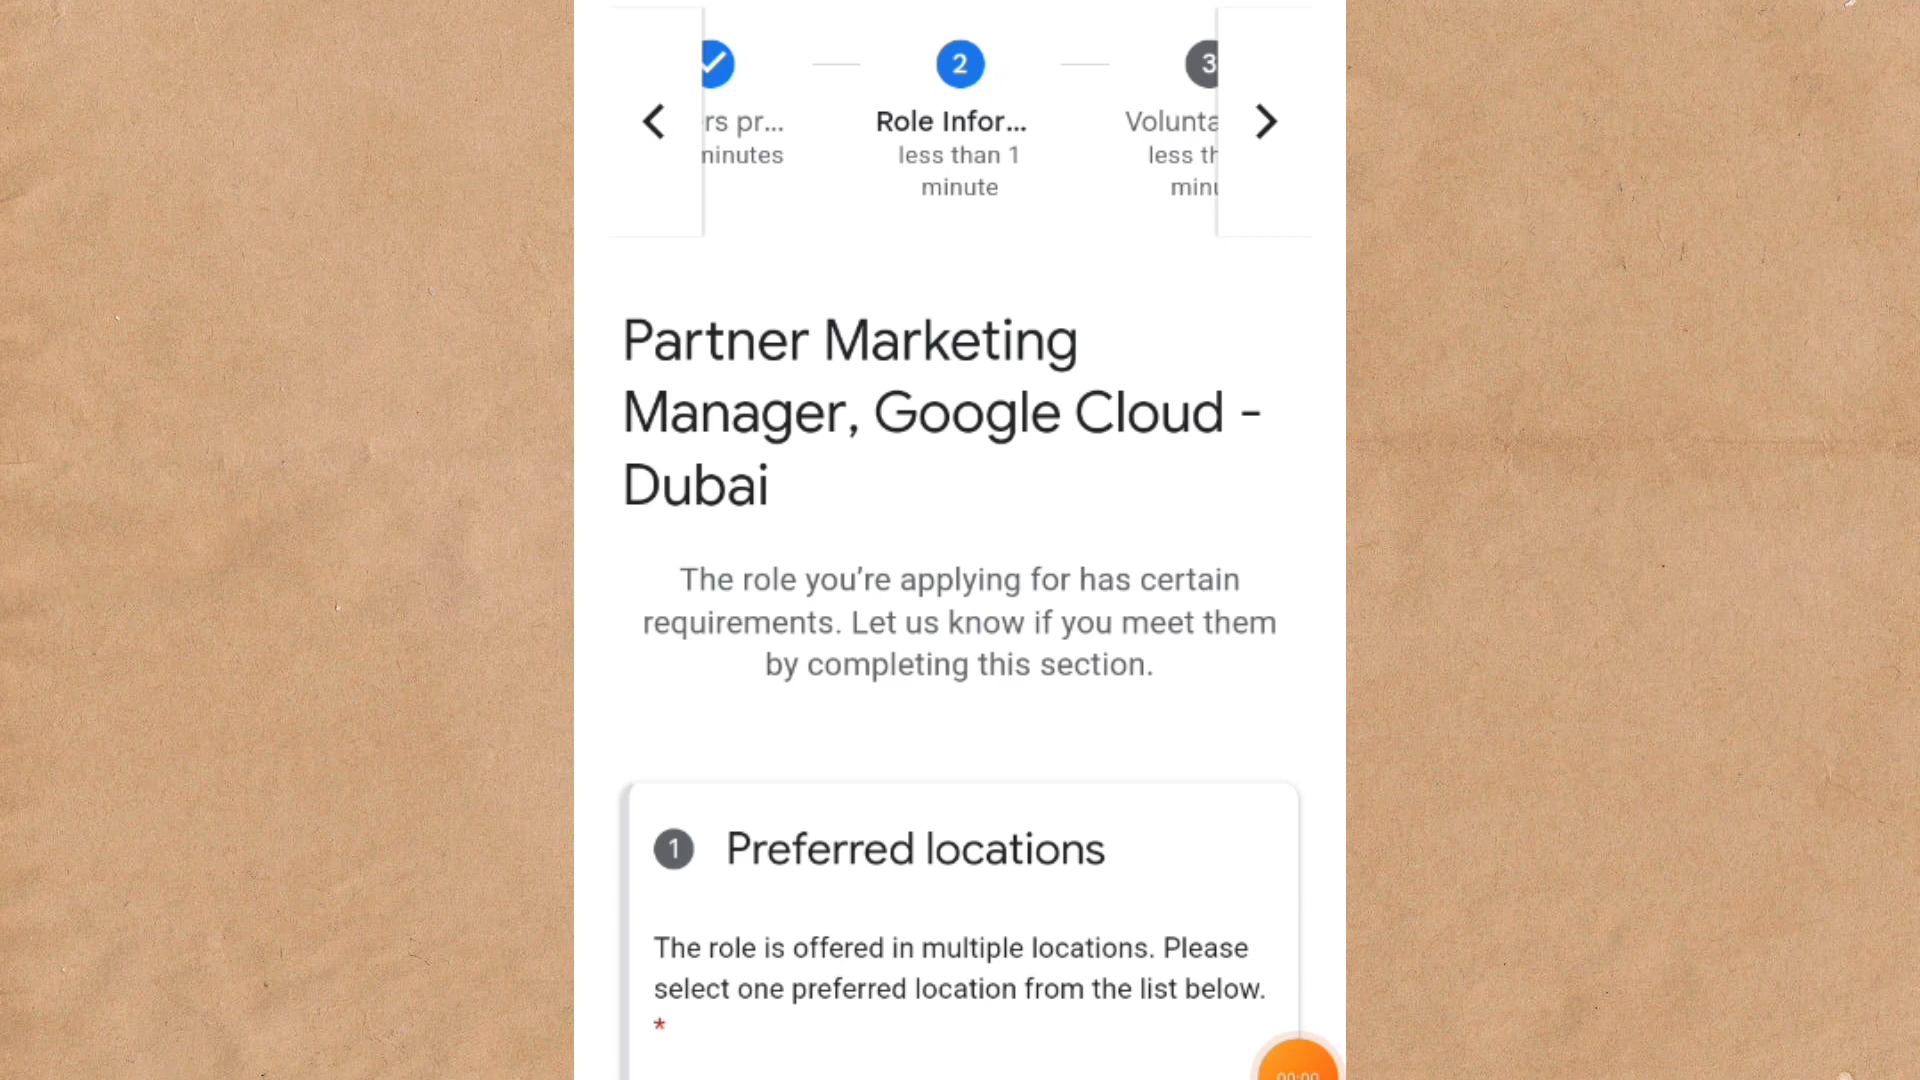 2
3
rs pr...
Role Infor...
Volunta
minutes
less than 1
minute
less th
minu
Partner Marketing
Manager, Google Cloud -
Dubai
The role you're applying for has certain
requirements. Let us know if you meet them
by completing this section.
1 Preferred locations
The role is offered in multiple locations. Please
select one preferred location from the list below.
*
00:00